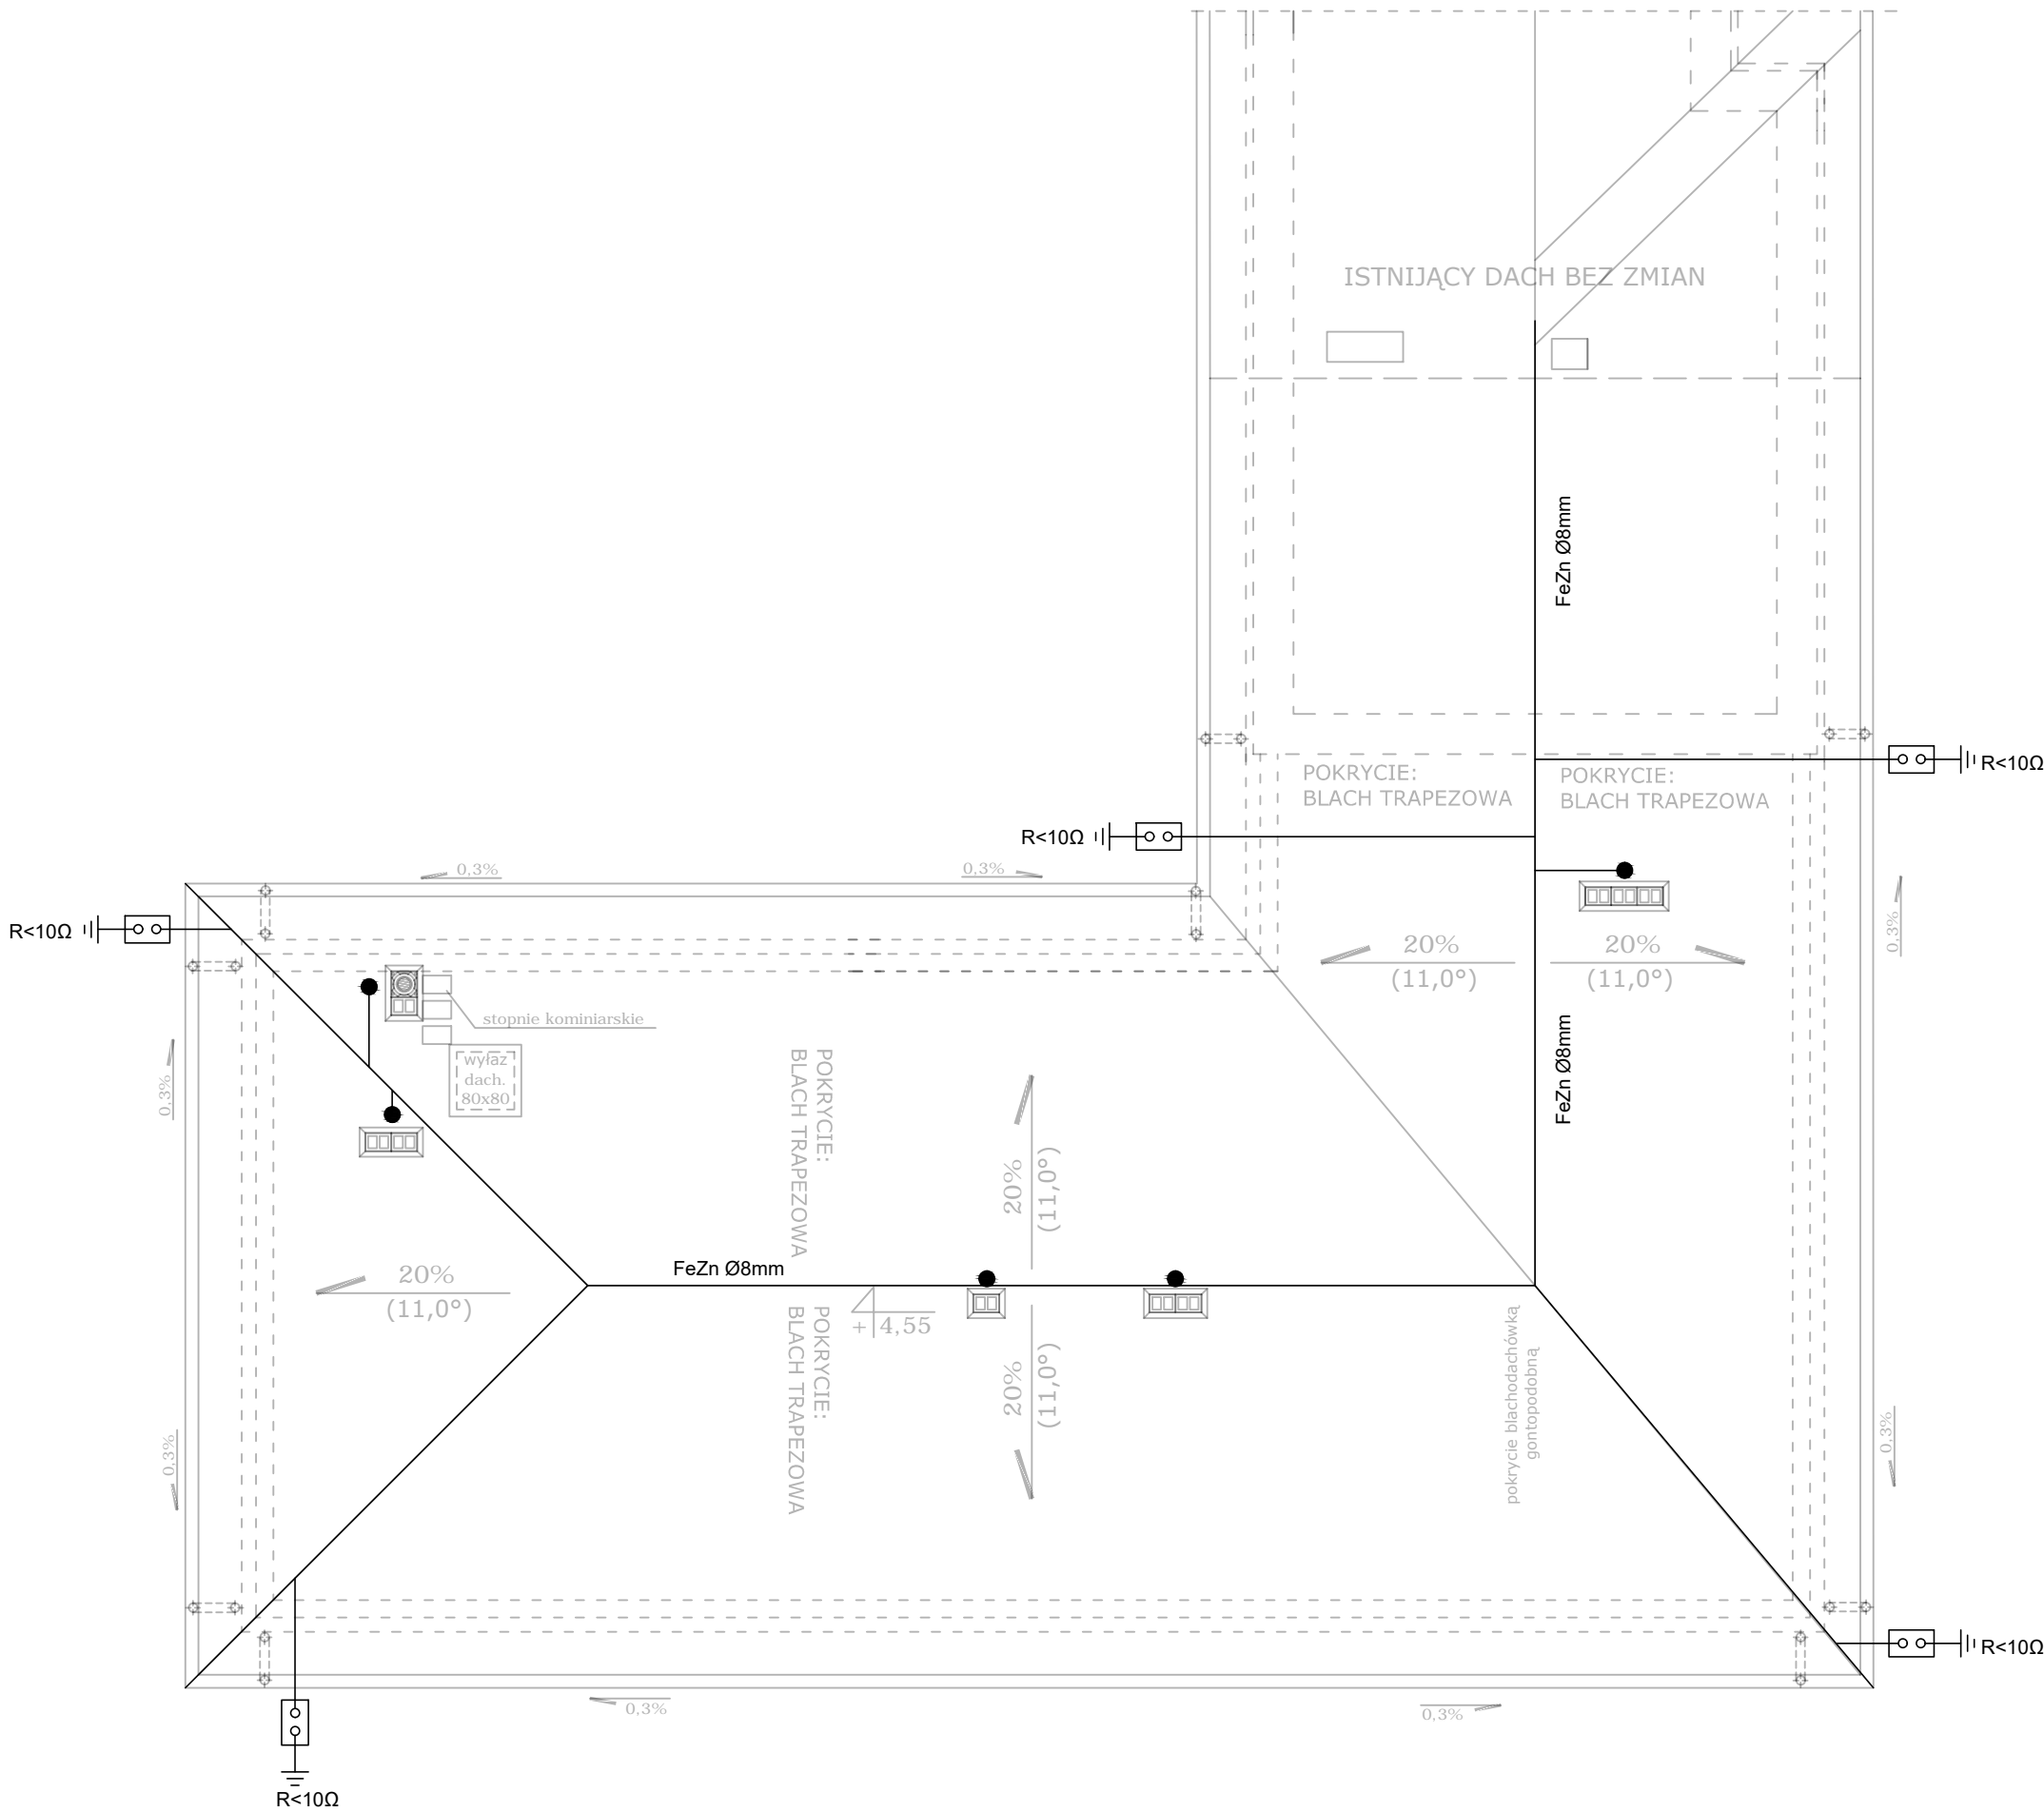 ISTNIJĄCY DACH BEZ ZMIAN
FeZn Ø8mm
R<10Ω
POKRYCIE:
BLACH TRAPEZOWA
POKRYCIE:
BLACH TRAPEZOWA
R<10Ω
0,3%
0,3%
R<10Ω
0,3%
20%
(11,0°)
20%
(11,0°)
stopnie kominiarskie
wyłaz
dach.
80x80
0,3%
FeZn Ø8mm
POKRYCIE:
BLACH TRAPEZOWA
20%
(11,0°)
20%
(11,0°)
FeZn Ø8mm
+ 4,55
POKRYCIE:
BLACH TRAPEZOWA
20%
(11,0°)
pokrycie blachodachówką
gontopodobną
0,3%
0,3%
R<10Ω
0,3%
0,3%
R<10Ω